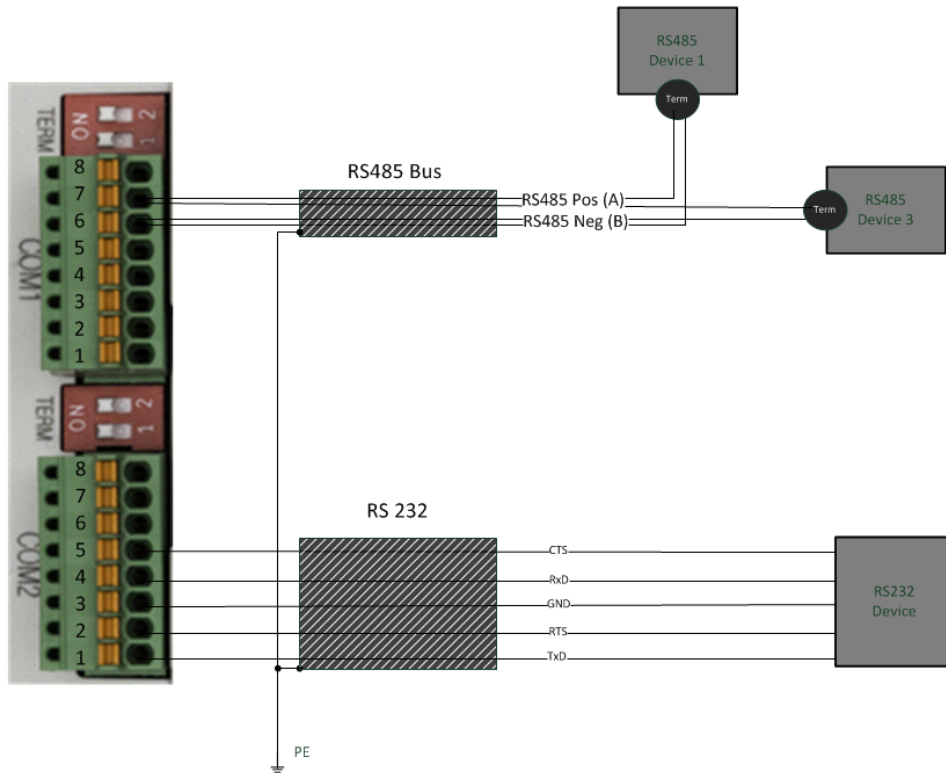 RS485
Device 1
Term
TERM
ON
2
1
8
7
6
5
4
3
2
1
COM1
RS485 Bus
RS485 Pos (A)
RS485 Neg (B)
Term
RS485
Device 3
TERM
ON
2
1
8
7
6
5
4
3
2
1
COM2
RS 232
CTS
RxD
GND
RTS
TxD
RS232
Device
PE